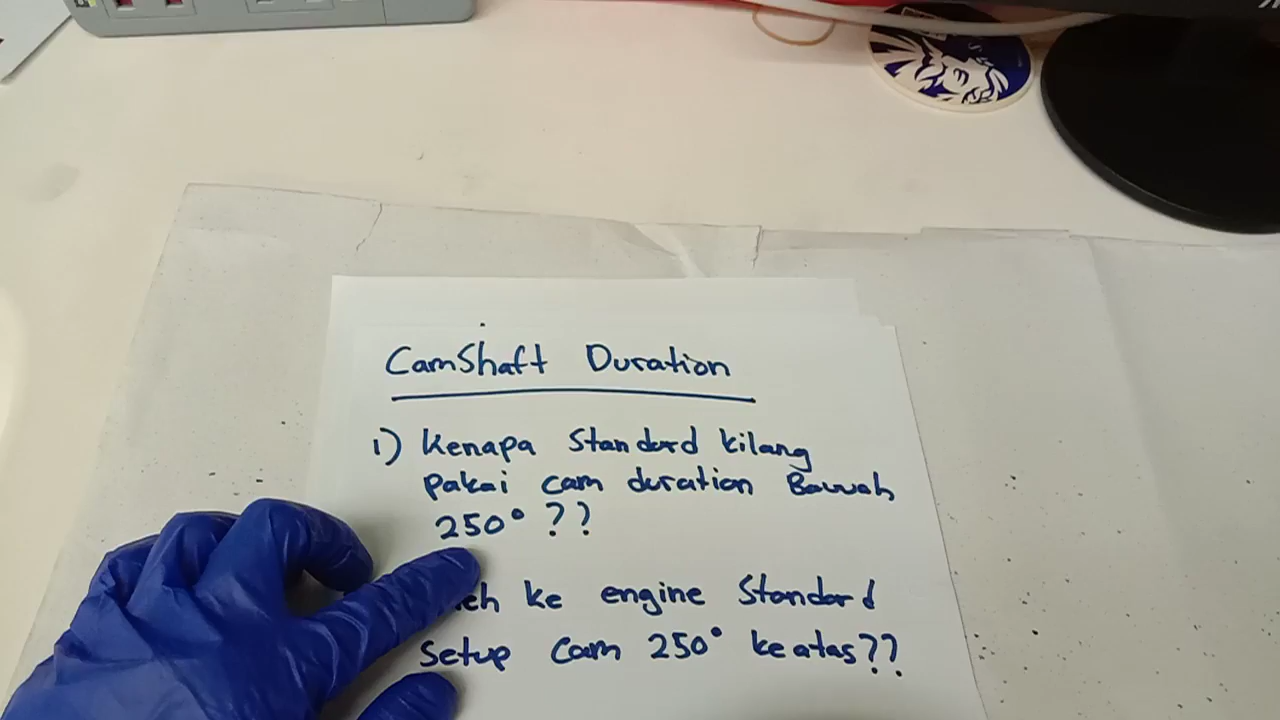 Camshaft Duration
1) Kenapa Standard kilang
pakai cam duration Bawah
250° ??
ke engine Standard
Setup Cam 250° keatas??